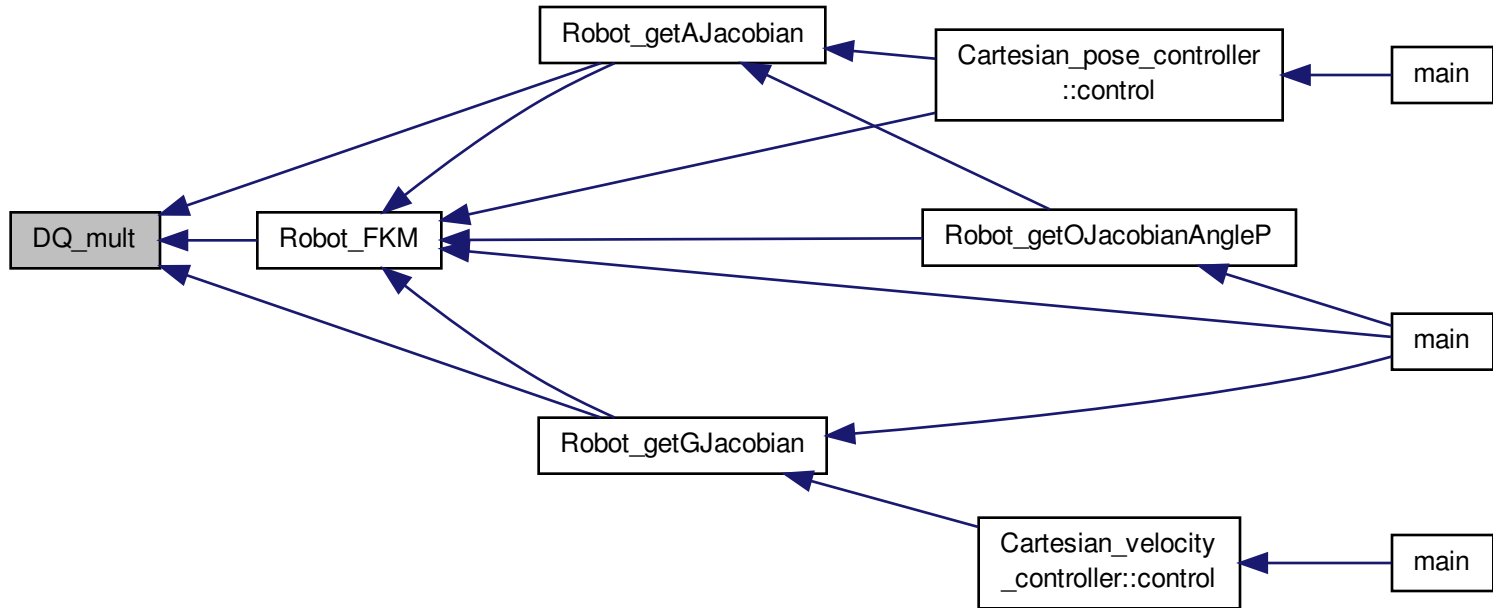 Robot_getAJacobian
Cartesian_pose_controller
::control
main
DQ_mult
Robot_FKM
Robot_getOJacobianAngleP
main
Robot_getGJacobian
Cartesian_velocity
_controller::control
main